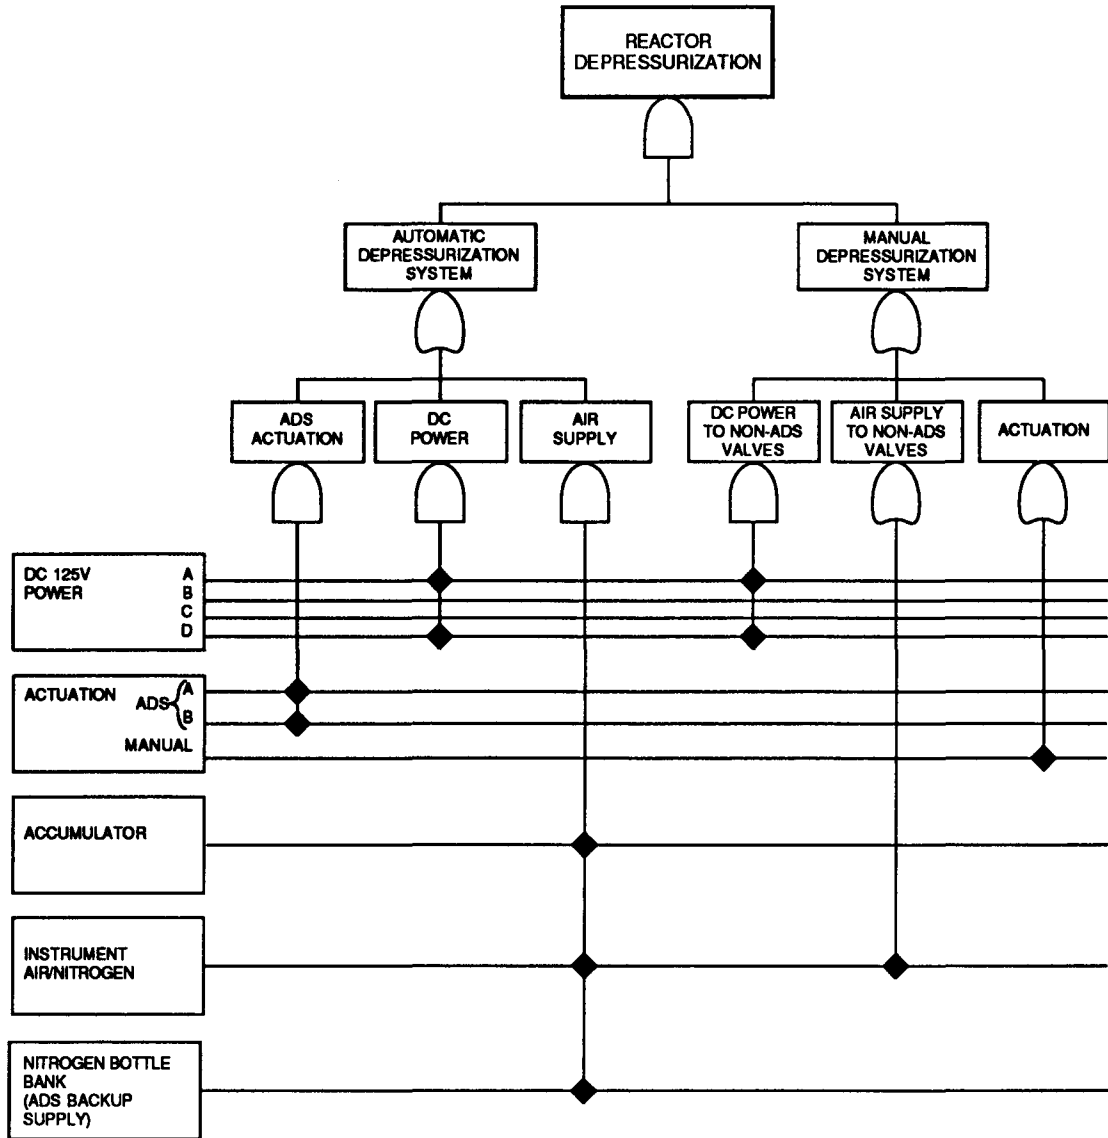 REACTOR
DEPRESSURIZATION
AUTOMATIC
DEPRESSURIZATION
SYSTEM
MANUAL
DEPRESSURIZATION
SYSTEM
ADS
ACTUATION
DC
POWER
AIR
SUPPLY
DC POWER
TO NON-ADS
VALVES
AIR SUPPLY
TO NON-ADS
VALVES
ACTUATION
DC 125V
POWER
A
B
C
D
ACTUATION
ADS
A
B
MANUAL
ACCUMULATOR
INSTRUMENT
AIR/NITROGEN
NITROGEN BOTTLE
BANK
(ADS BACKUP
SUPPLY)